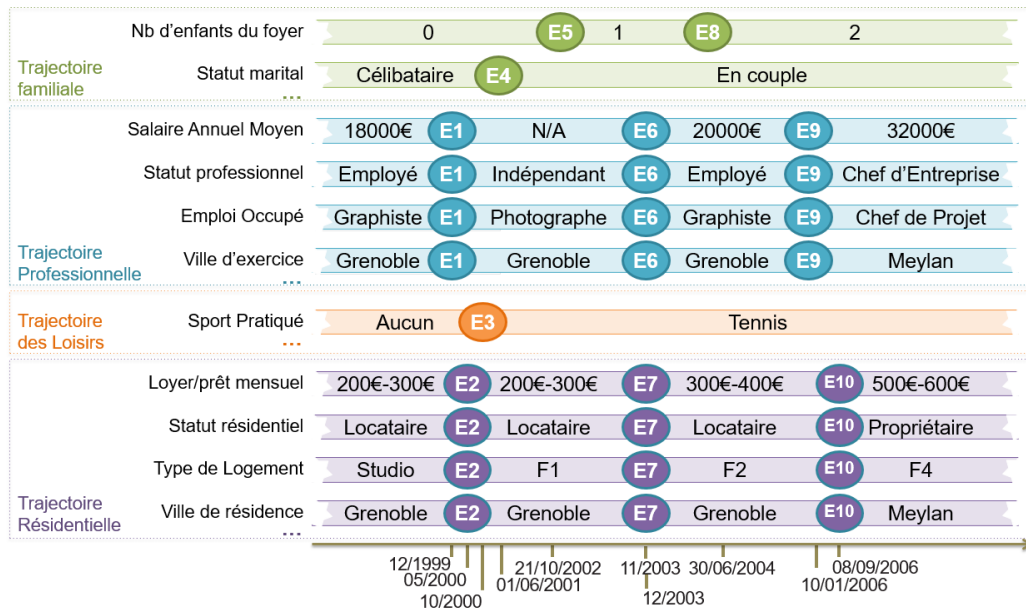 Nb d'enfants du foyer 0 E5 1 E8 2
Trajectoire familiale
Statut marital Célibataire E4 En couple
...
Salaire Annuel Moyen 18000€ E1 N/A E6 20000€ E9 32000€
Statut professionnel Employé E1 Indépendant E6 Employé E9 Chef d'Entreprise
Emploi Occupé Graphiste E1 Photographe E6 Graphiste E9 Chef de Projet
Trajectoire Professionnelle
Ville d'exercice Grenoble E1 Grenoble E6 Grenoble E9 Meylan
...
Trajectoire des Loisirs
Sport Pratiqué Aucun E3 Tennis
...
Loyer/prêt mensuel 200€-300€ E2 200€-300€ E7 300€-400€ E10 500€-600€
Statut résidentiel Locataire E2 Locataire E7 Locataire E10 Propriétaire
Type de Logement Studio E2 F1 E7 F2 E10 F4
Trajectoire Résidentielle
Ville de résidence Grenoble E2 Grenoble E7 Grenoble E10 Meylan
...
12/1999 21/10/2002 11/2003 30/06/2004 08/09/2006
05/2000 01/06/2001 10/01/2006
10/2000 12/2003